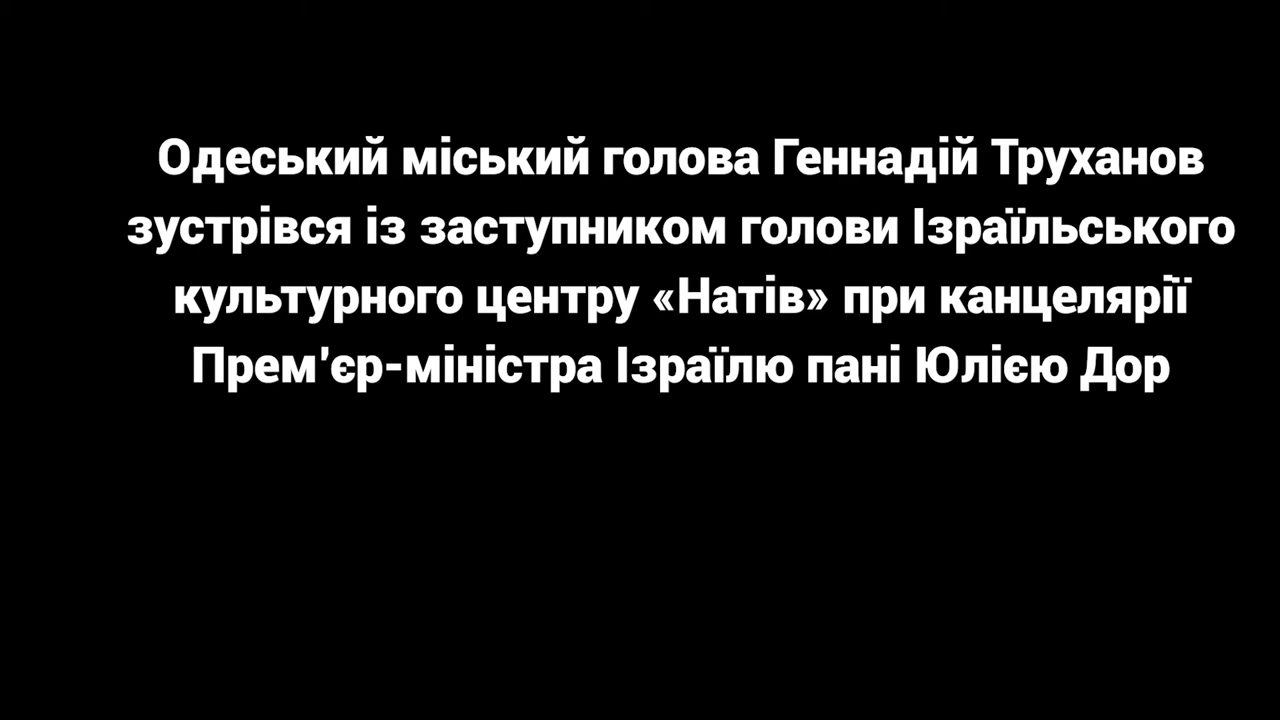 Одеський міський голова Геннадій Труханов
зустрівся із заступником голови Ізраїльського
культурного центру «Натів» при канцелярії
Прем’єр-міністра Ізраїлю пані Юлією Дор